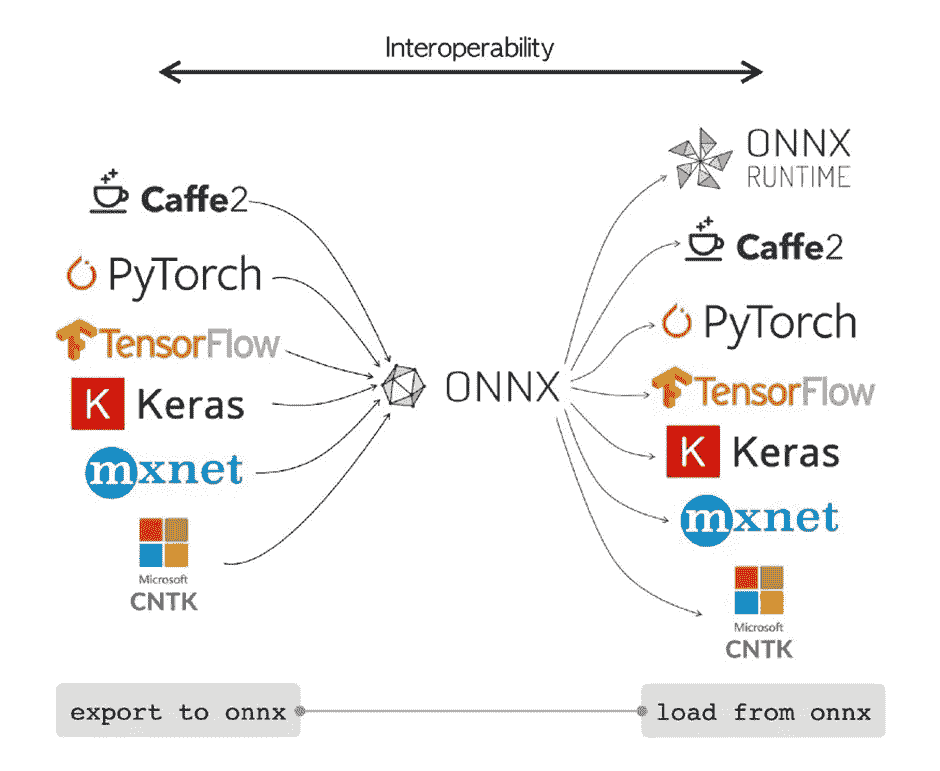 Interoperability
Caffe2
PyTorch
TensorFlow
K Keras
mxnet
Microsoft
CNTK
ONNX
ONNX
RUNTIME
Caffe2
PyTorch
TensorFlow
K Keras
mxnet
Microsoft
CNTK
export to onnx
load from onnx